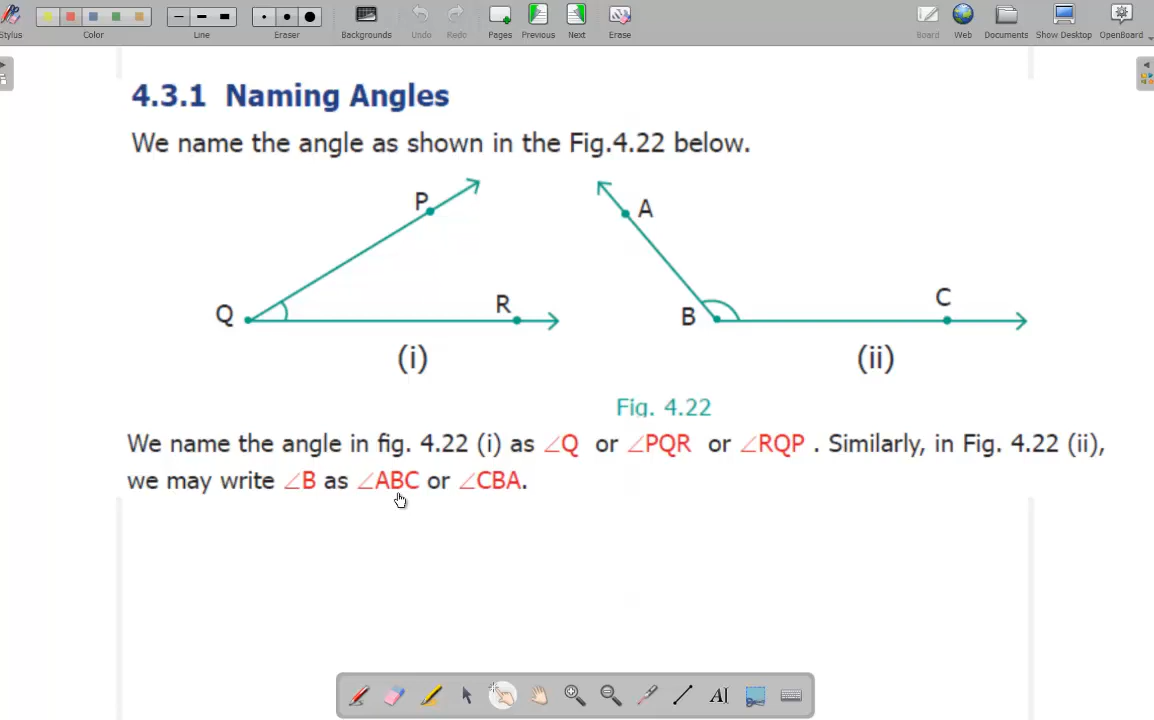 Stylus Color Line Eraser Backgrounds Undo Redo Pages Previous Next Erase Board Web Documents Show Desktop OpenBoard
4.3.1 Naming Angles
We name the angle as shown in the Fig.4.22 below.
P A
Q R B C
(i) (ii)
Fig. 4.22
We name the angle in fig. 4.22 (i) as ∠Q or ∠PQR or ∠RQP . Similarly, in Fig. 4.22 (ii),
we may write ∠B as ∠ABC or ∠CBA.
AI